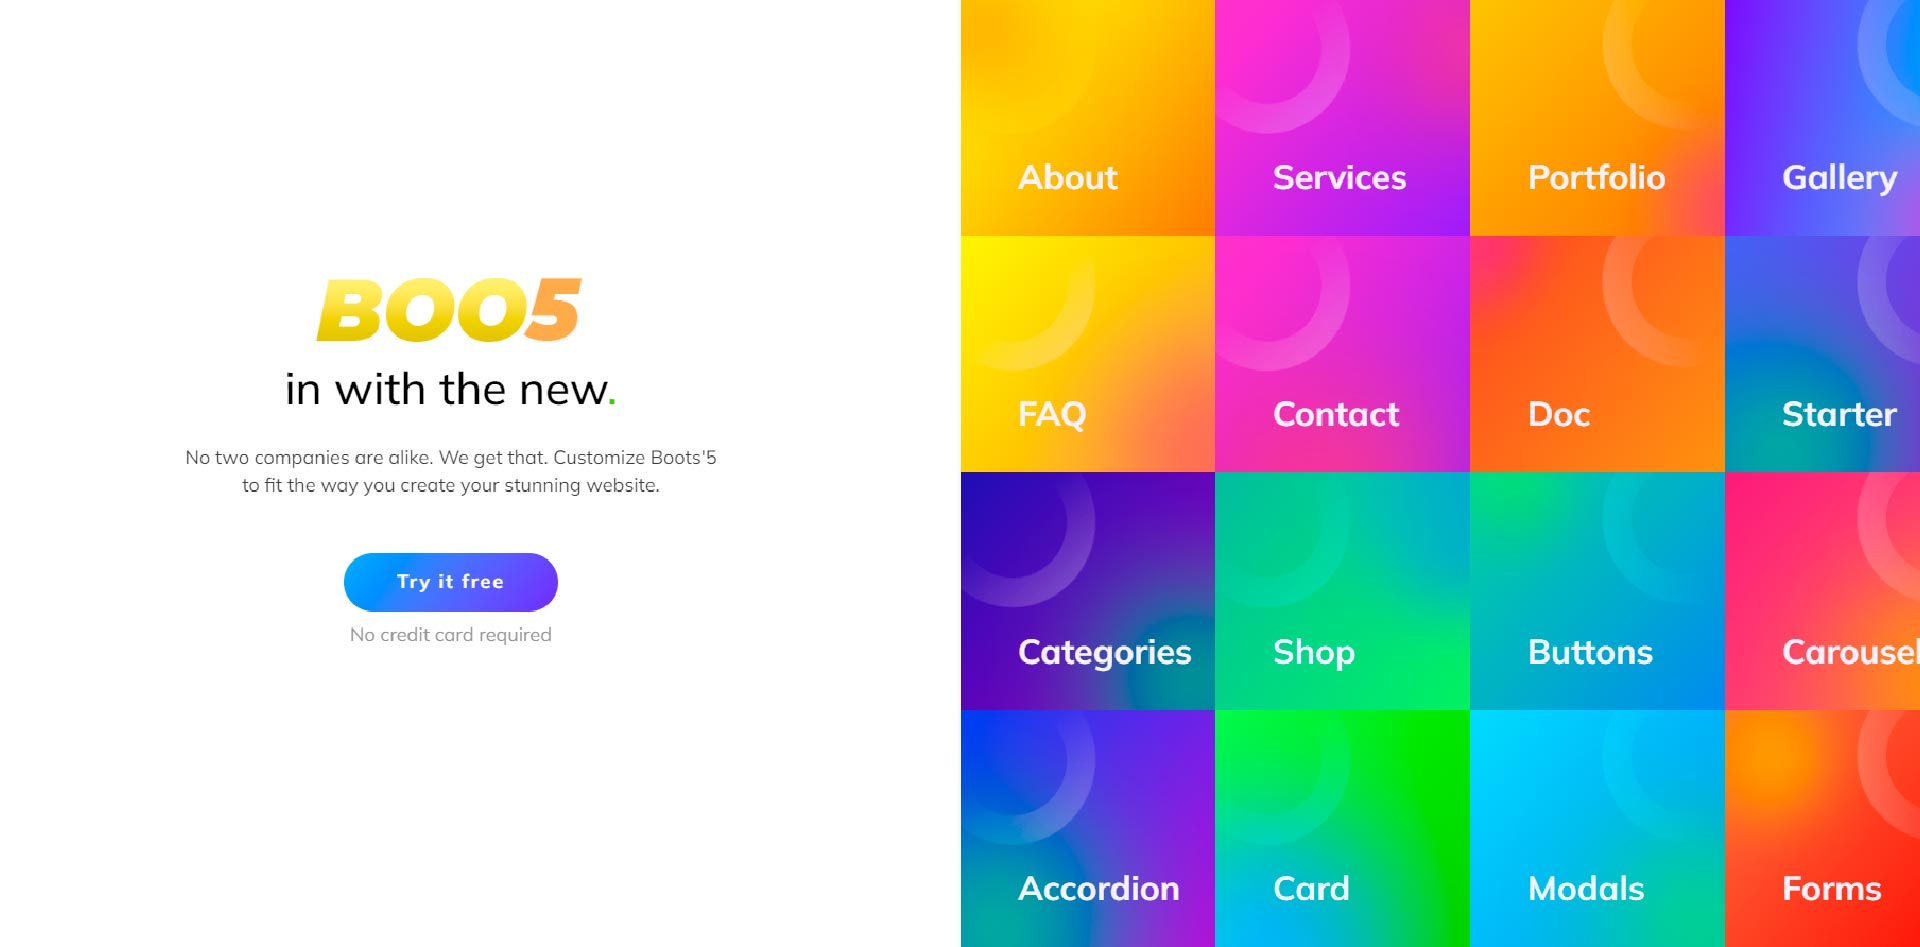 BOO5
in with the new.
No two companies are alike. We get that. Customize Boots'5
to fit the way you create your stunning website.
Try it free
No credit card required
About
Services
Portfolio
Gallery
FAQ
Contact
Doc
Starter
Categories
Shop
Buttons
Carousel
Accordion
Card
Modals
Forms